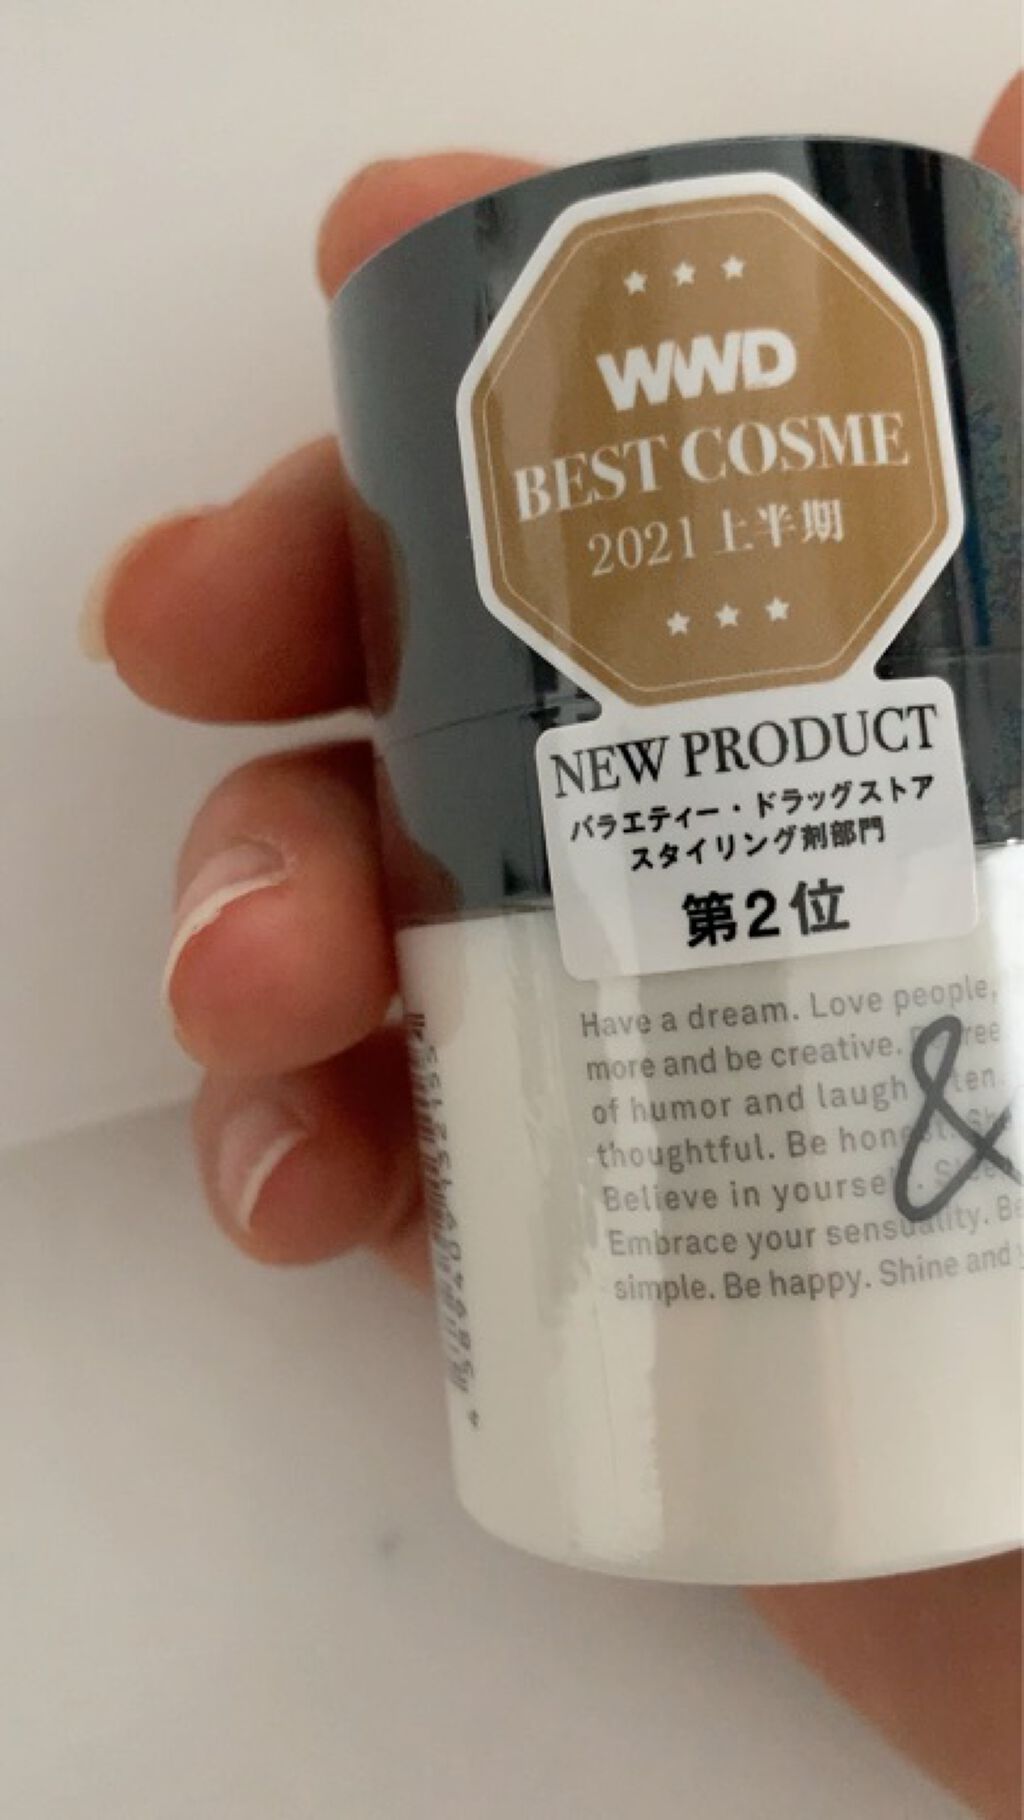 WWD
BEST COSME
2021 上半期
NEW PRODUCT
バラエティー・ドラッグストア
スタイリング剤部門
第2位
Have a dream. Love people,
more and be creative.
of humor and laugh
thoughtful. Be honest.
Believe in yourself.
Embrace your sensuality. Be
simple. Be happy. Shine and
&